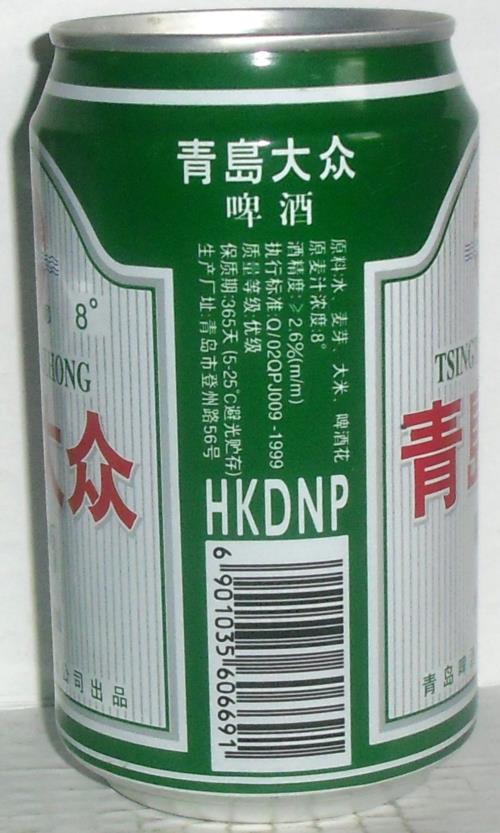 青島大众
啤酒
原料水、麦芽、大米、啤酒花
原麦汁浓度:8°
酒精度:≥2.6%(m/m)
执行标准:Q/02QPJ009-1999
质量等级:优级
保质期:365天(5-25℃避光贮存)
生产厂址:青岛市登州路56号
HKDNP
6 901035 606691
8°
HONG
大众
公司出品
TSING
青島
青岛啤